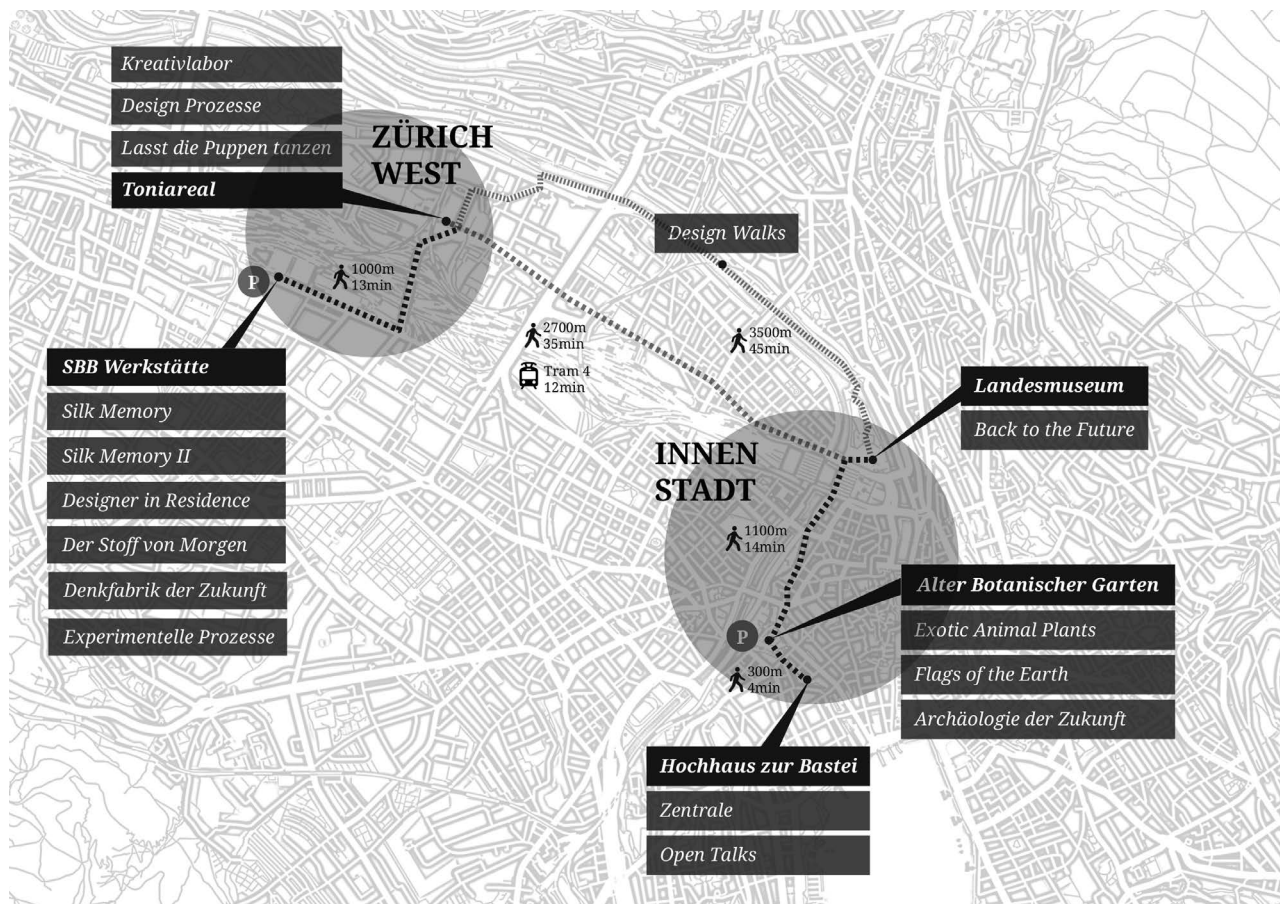 Kreativlabor
Design Prozesse
Lasst die Puppen tanzen
Toniareal
ZÜRICH
WEST
Design Walks
P
1000m
13min
2700m
35min
Tram 4
12min
3500m
45min
SBB Werkstätte
Silk Memory
Silk Memory II
Designer in Residence
Der Stoff von Morgen
Denkfabrik der Zukunft
Experimentelle Prozesse
Landesmuseum
Back to the Future
INNEN
STADT
1100m
14min
P
300m
4min
Alter Botanischer Garten
Exotic Animal Plants
Flags of the Earth
Archäologie der Zukunft
Hochhaus zur Bastei
Zentrale
Open Talks